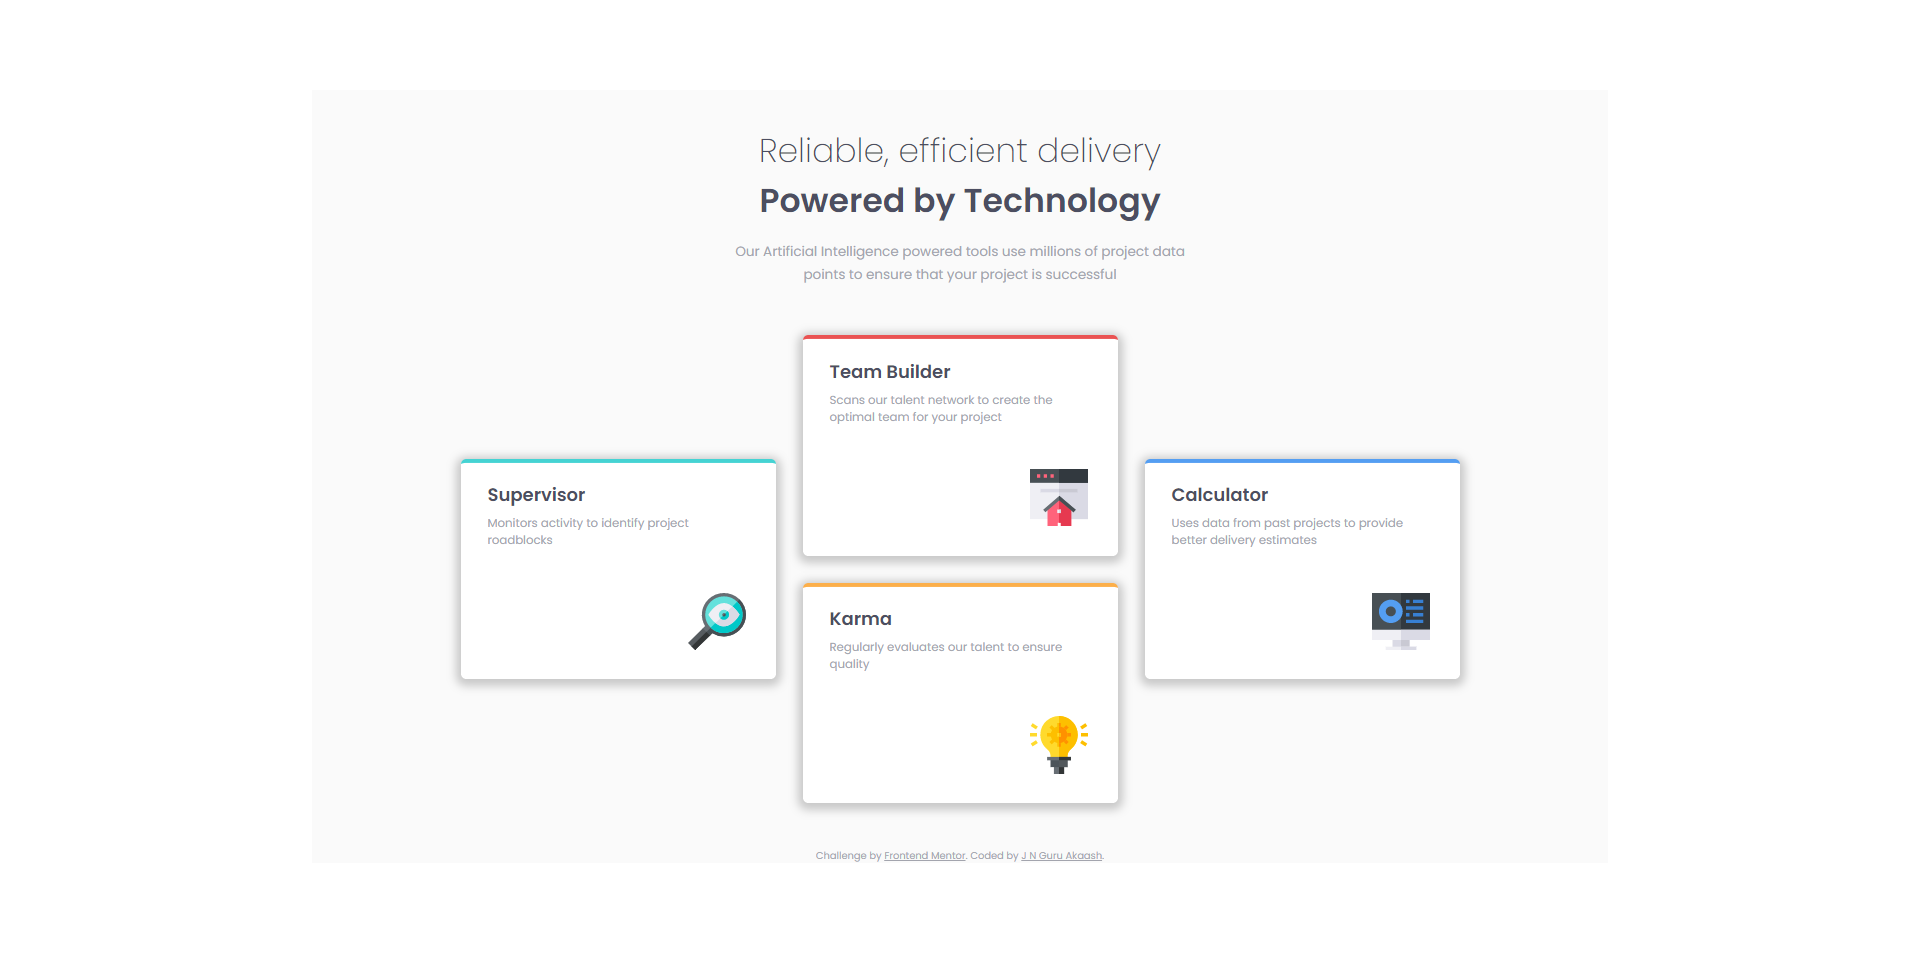 Reliable, efficient delivery
Powered by Technology
Our Artificial Intelligence powered tools use millions of project data
points to ensure that your project is successful
Team Builder
Scans our talent network to create the
optimal team for your project
Supervisor
Monitors activity to identify project
roadblocks
Calculator
Uses data from past projects to provide
better delivery estimates
Karma
Regularly evaluates our talent to ensure
quality
Challenge by Frontend Mentor. Coded by J N Guru Akaash.